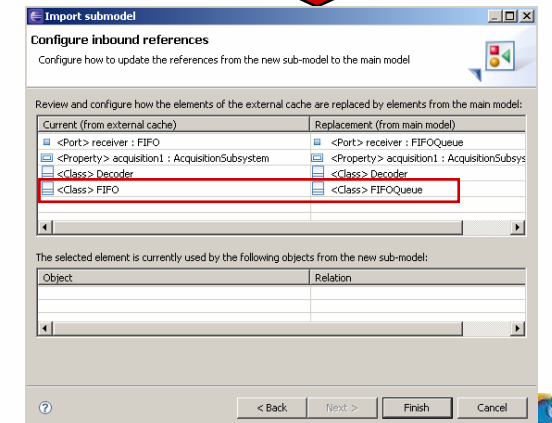 Import submodel
Configure inbound references
Configure how to update the references from the new sub-model to the main model
Review and configure how the elements of the external cache are replaced by elements from the main model:
Current (from external cache) Replacement (from main model)
<Port> receiver : FIFO <Port> receiver : FIFOQueue
<Property> acquisition1 : AcquisitionSubsystem <Property> acquisition1 : AcquisitionSubsys
<Class> Decoder <Class> Decoder
<Class> FIFO <Class> FIFOQueue
The selected element is currently used by the following objects from the new sub-model:
Object Relation
? < Back Next > Finish Cancel